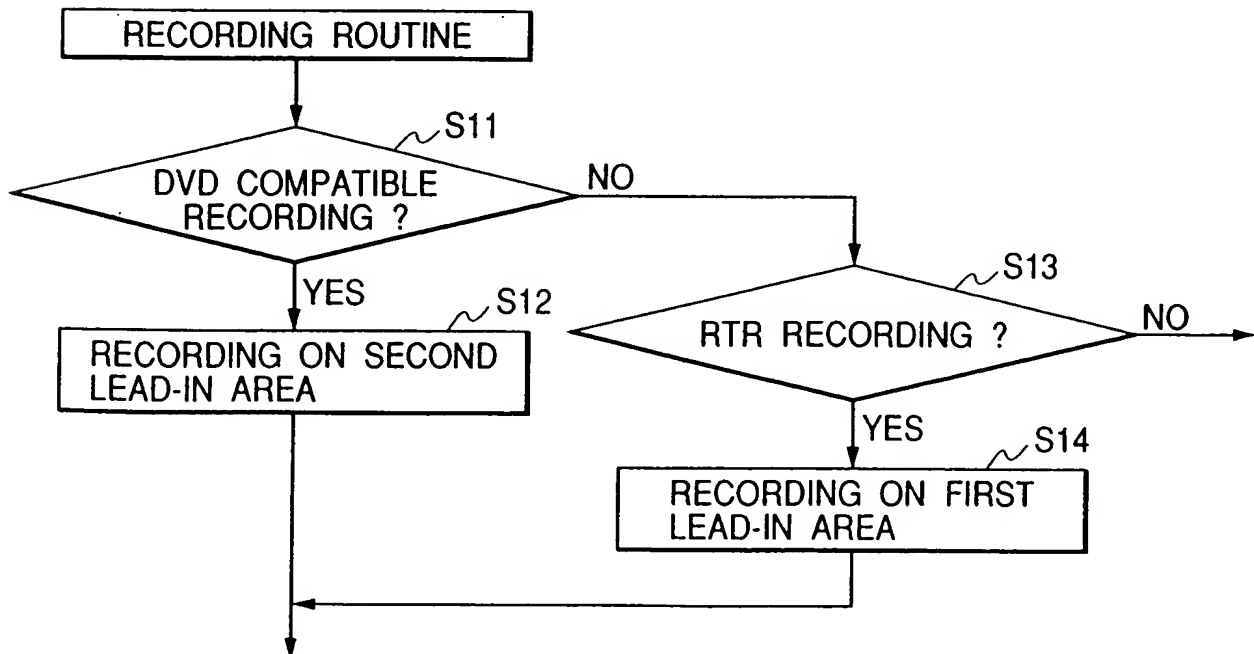 RECORDING ROUTINE
S11
DVD COMPATIBLE
RECORDING ?
NO
YES
S12
RECORDING ON SECOND
LEAD-IN AREA
S13
RTR RECORDING ?
NO
YES
S14
RECORDING ON FIRST
LEAD-IN AREA